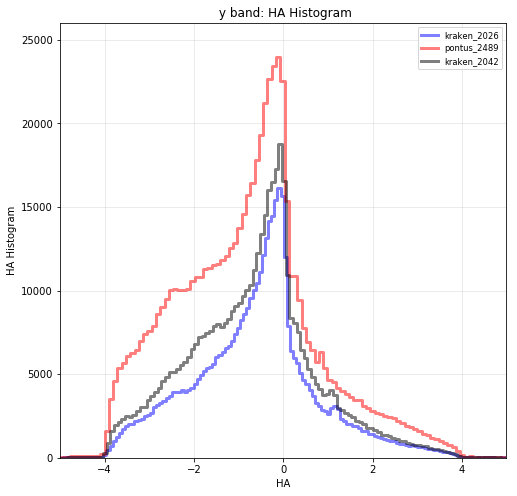 y band: HA Histogram
kraken_2026
pontus_2489
kraken_2042
HA Histogram
25000
20000
15000
10000
5000
0
−4
−2
0
2
4
HA